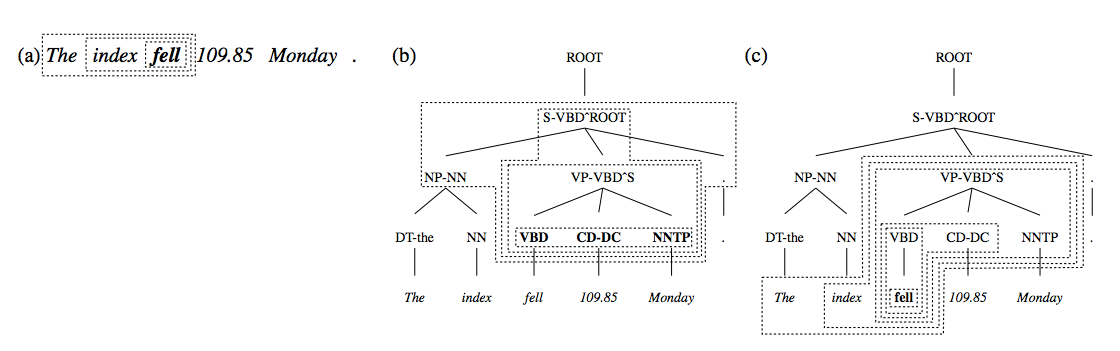 (a) The index fell 109.85 Monday . (b) ROOT (c) ROOT
S-VBD^ROOT S-VBD^ROOT
NP-NN VP-VBD^S . NP-NN VP-VBD^S .
DT-the NN VBD CD-DC NNTP . DT-the NN VBD CD-DC NNTP .
The index fell 109.85 Monday The index fell 109.85 Monday